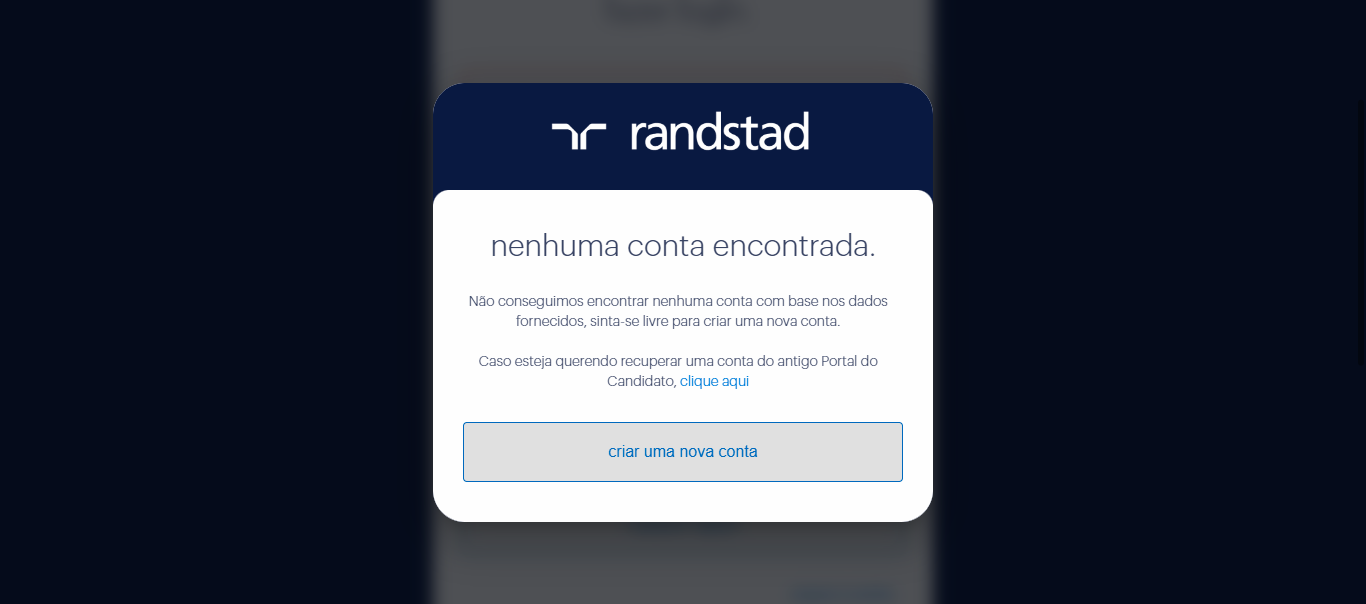 randstad
nenhuma conta encontrada.
Não conseguimos encontrar nenhuma conta com base nos dados
fornecidos, sinta-se livre para criar uma nova conta.
Caso esteja querendo recuperar uma conta do antigo Portal do
Candidato, clique aqui
criar uma nova conta